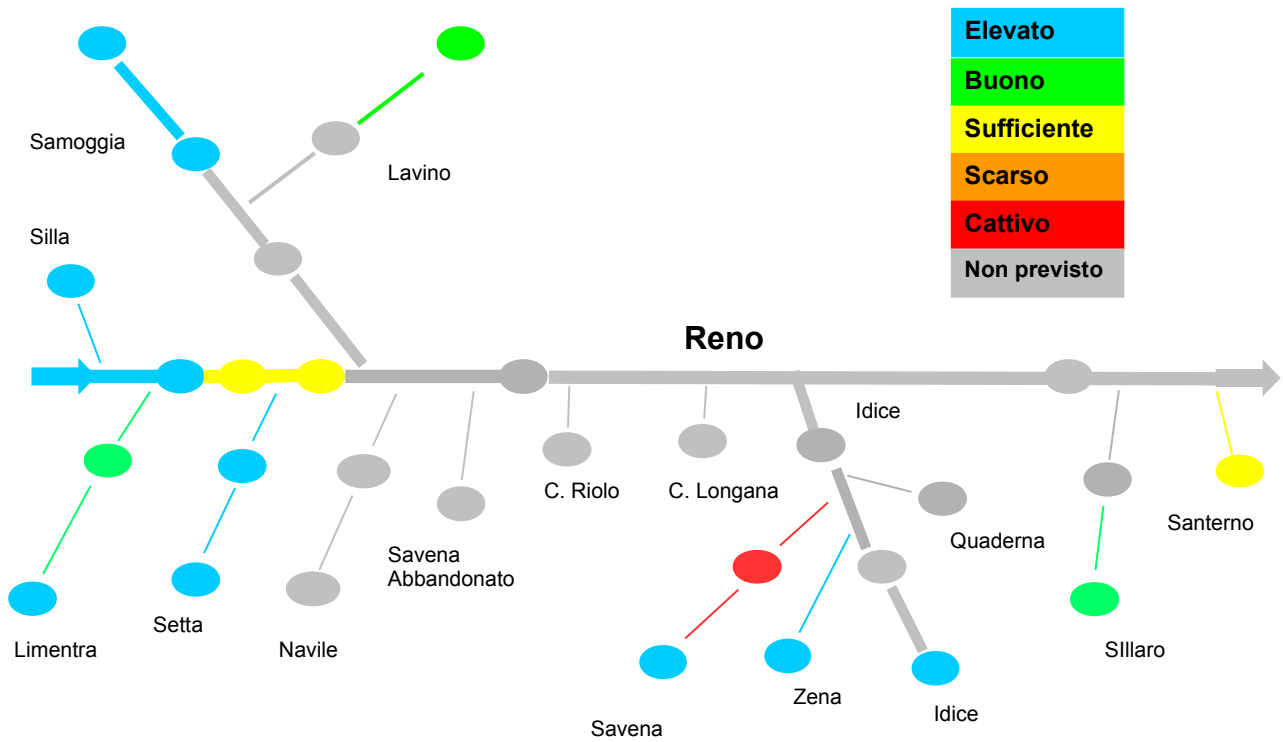 Elevato
Buono
Sufficiente
Scarso
Cattivo
Non previsto
Samoggia
Lavino
Silla
Reno
Idice
C. Riolo
C. Longana
Quaderna
Santerno
Savena
Abbandonato
Setta
Limentra
Navile
SIllaro
Zena
Idice
Savena